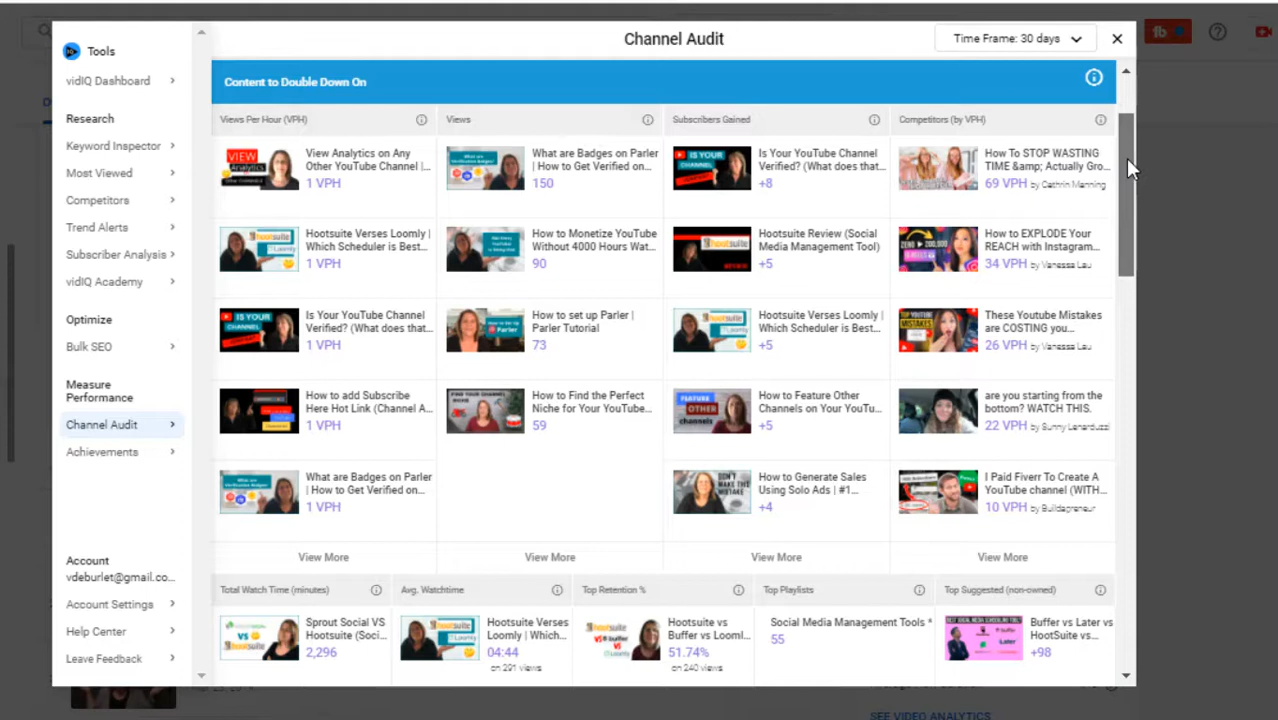 Channel Audit
Time Frame: 30 days
Tools
vidIQ Dashboard
Research
Keyword Inspector
Most Viewed
Competitors
Trend Alerts
Subscriber Analysis
vidIQ Academy
Optimize
Bulk SEO
Measure
Performance
Channel Audit
Achievements
Account
vdeburlet@gmail.co...
Account Settings
Help Center
Leave Feedback
Content to Double Down On
Views Per Hour (VPH)
View Analytics on Any
Other YouTube Channel |...
1 VPH
Hootsuite Verses Loomly |
Which Scheduler is Best...
1 VPH
Is Your YouTube Channel
Verified? (What does that...
1 VPH
How to add Subscribe
Here Hot Link (Channel A...
1 VPH
What are Badges on Parler
| How to Get Verified on...
1 VPH
View More
Views
What are Badges on Parler
| How to Get Verified on...
150
How to Monetize YouTube
Without 4000 Hours Wat...
90
How to set up Parler |
Parler Tutorial
73
How to Find the Perfect
Niche for Your YouTube...
59
View More
Subscribers Gained
Is Your YouTube Channel
Verified? (What does that...
+8
Hootsuite Review (Social
Media Management Tool)
+5
Hootsuite Verses Loomly |
Which Scheduler is Best...
+5
How to Feature Other
Channels on Your YouTu...
+5
How to Generate Sales
Using Solo Ads | #1...
+4
View More
Competitors (by VPH)
How To STOP WASTING
TIME &amp; Actually Gro...
69 VPH by Cathrin Manning
How to EXPLODE Your
REACH with Instagram...
34 VPH by Vanessa Lau
These Youtube Mistakes
are COSTING you...
26 VPH by Vanessa Lau
are you starting from the
bottom? WATCH THIS.
22 VPH by Sunny Lenarduzzi
I Paid Fiverr To Create A
YouTube channel (WITH...
10 VPH by Buildapreneur
View More
Total Watch Time (minutes)
Sprout Social VS
Hootsuite (Soci...
2,296
Avg. Watchtime
Hootsuite Verses
Loomly | Which...
04:44
on 291 views
Top Retention %
Hootsuite vs
Buffer vs Looml...
51.74%
on 240 views
Top Playlists
Social Media Management Tools *
55
Top Suggested (non-owned)
Buffer vs Later vs
HootSuite vs...
+98
SEE VIDEO ANALYTICS